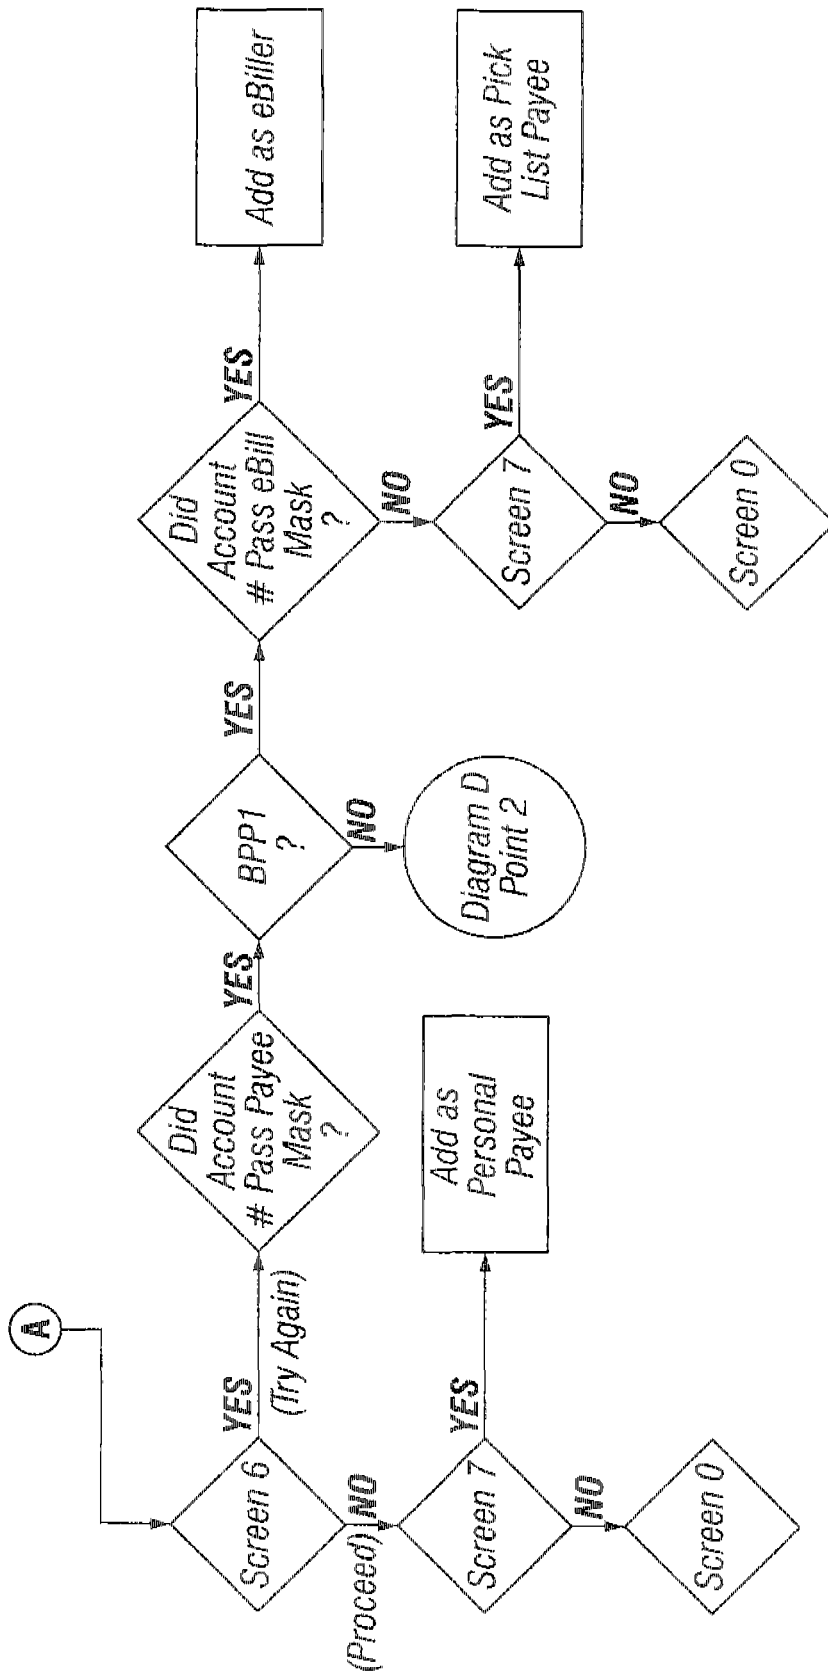 A
Screen 6
YES
(Try Again)
Did
Account
# Pass Payee
Mask
?
YES
BPP1
?
YES
Did
Account
# Pass eBill
Mask
?
YES
Add as eBiller
(Proceed)
NO
Screen 7
YES
Add as
Personal
Payee
NO
Screen 0
NO
Diagram D
Point 2
NO
Screen 7
YES
Add as Pick
List Payee
NO
Screen 0